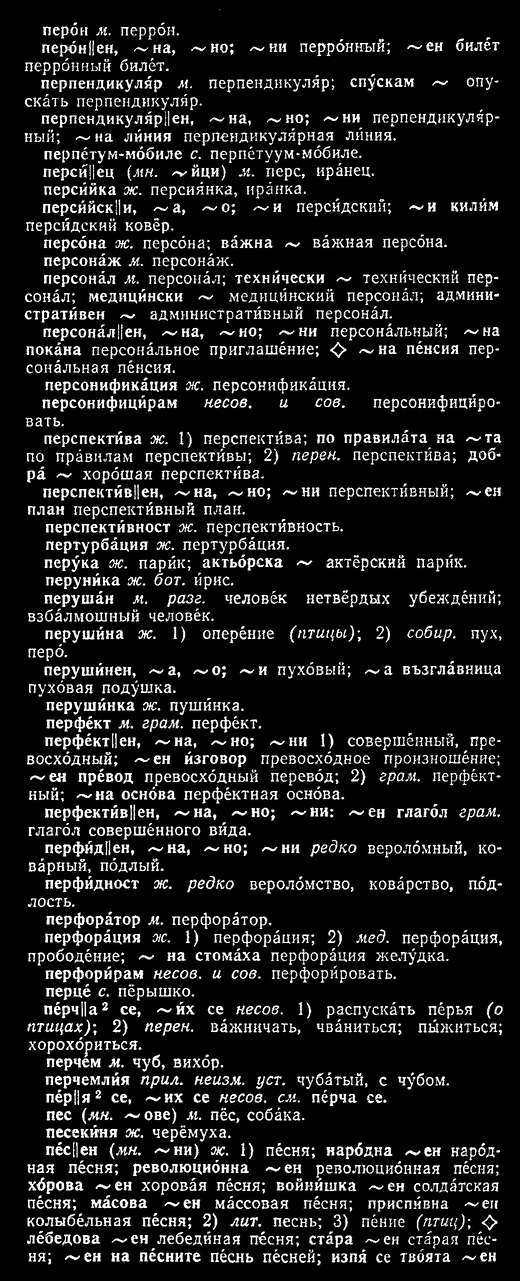 перо́н м. перро́н.
перо́н||ен, ~на, ~но; ~ни перро́нный; ~ен биле́т
перро́нный биле́т.
перпендикуля́р м. перпендикуля́р; спу́скам ~ опу-
ска́ть перпендикуля́р.
перпендикуля́р||ен, ~на, ~но; ~ни перпендикуля́р-
ный; ~на ли́ния перпендикуля́рная ли́ния.
перпе́туум-мо́биле с. перпе́туум-мо́биле.
перси́||ец (мн. ~йци) м. перс, ира́нец.
перси́йка ж. персия́нка, ира́нка.
перси́йск||и, ~а, ~о; ~и перси́дский; ~и кили́м
перси́дский ковёр.
персо́на ж. персо́на; ва́жна ~ ва́жная персо́на.
персона́ж м. персона́ж.
персона́л м. персона́л; техни́чески ~ техни́ческий пер-
сона́л; медици́нски ~ медици́нский персона́л; админи-
страти́вен ~ администрати́вный персона́л.
персона́л||ен, ~на, ~но; ~ни персона́льный; ~на
пока́на персона́льное приглаше́ние; ◇ ~на пе́нсия пер-
сона́льная пе́нсия.
персонифика́ция ж. персонифика́ция.
персонифици́рам несов. и сов. персонифици́ро-
вать.
перспекти́ва ж. 1) перспекти́ва; по пра́вилата на ~та
по пра́вилам перспекти́вы; 2) перен. перспекти́ва; доб-
ра́ ~ хоро́шая перспекти́ва.
перспекти́в||ен, ~на, ~но; ~ни перспекти́вный; ~ен
план перспекти́вный план.
перспекти́вност ж. перспекти́вность.
пертурба́ция ж. пертурба́ция.
перу́ка ж. пари́к; актьо́рска ~ актёрский пари́к.
перуни́ка ж. бот. и́рис.
перуша́н м. разг. челове́к нетвёрдых убежде́ний;
взба́лмошный челове́к.
перуши́на ж. 1) опере́ние (пти́цы); 2) собир. пух,
перо́.
перуши́нен, ~а, ~о; ~и пухо́вый; ~а възгла́вница
пухо́вая поду́шка.
перуши́нка ж. пуши́нка.
перфе́кт м. грам. перфе́кт.
перфе́кт||ен, ~на, ~но; ~ни 1) соверше́нный, пре-
восхо́дный; ~ен и́зговор превосхо́дное произноше́ние;
~ен пре́вод превосхо́дный перево́д; 2) грам. перфе́кт-
ный; ~на осно́ва перфе́ктная осно́ва.
перфекти́в||ен, ~на, ~но; ~ни: ~ен глаго́л грам.
глаго́л соверше́нного ви́да.
перфи́д||ен, ~на, ~но; ~ни редко вероло́мный, ко-
ва́рный, по́длый.
перфи́дност ж. редко вероло́мство, кова́рство, по́д-
лость.
перфора́тор м. перфора́тор.
перфора́ция ж. 1) перфора́ция; 2) мед. перфора́ция,
прободе́ние; ~ на стома́ха перфора́ция желу́дка.
перфори́рам несов. и сов. перфори́ровать.
перце́ с. пёрышко.
пе́рч||а² се, ~их се несов. 1) распуска́ть пе́рья (о
птицах); 2) перен. ва́жничать, чва́ниться; пы́житься;
хорохо́риться.
перче́м м. чуб, вихо́р.
перчемли́я прил. неизм. уст. чуба́тый, с чу́бом.
пе́р||я² се, ~их се несов. см. пе́рча се.
пес (мн. ~ове) м. пёс, соба́ка.
песеки́ня ж. черёмуха.
пе́с||ен (мн. ~ни) ж. 1) пе́сня; наро́дна ~ен наро́д-
ная пе́сня; революцио́нна ~ен революцио́нная пе́сня;
хо́рова ~ен хорова́я пе́сня; войни́шка ~ен солда́тская
пе́сня; ма́сова ~ен ма́ссовая пе́сня; приспи́вна ~ен
колыбе́льная пе́сня; 2) лит. песнь; 3) пе́ние (птиц); ◇
ле́бедова ~ен лебеди́ная пе́сня; ста́ра ~ен ста́рая пе́с-
ня; ~ен на пе́сните песнь пе́сней; изпя́ се тво́ята ~ен